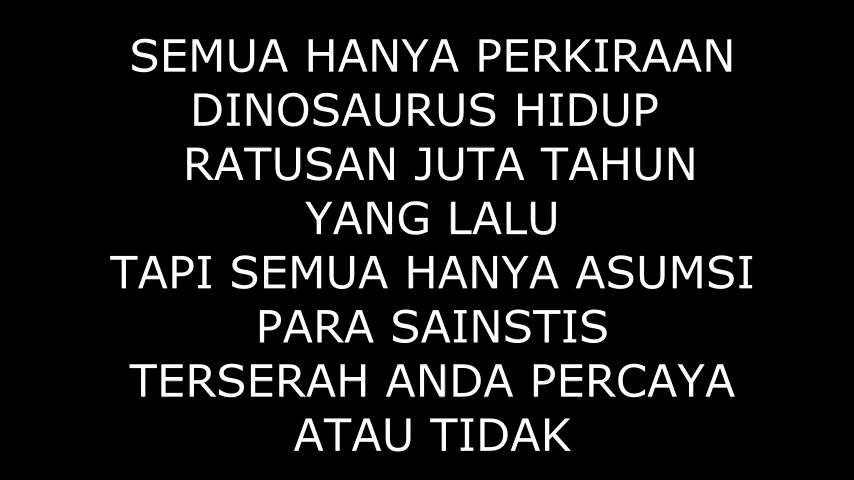 SEMUA HANYA PERKIRAAN
DINOSAURUS HIDUP
RATUSAN JUTA TAHUN
YANG LALU
TAPI SEMUA HANYA ASUMSI
PARA SAINSTIS
TERSERAH ANDA PERCAYA
ATAU TIDAK